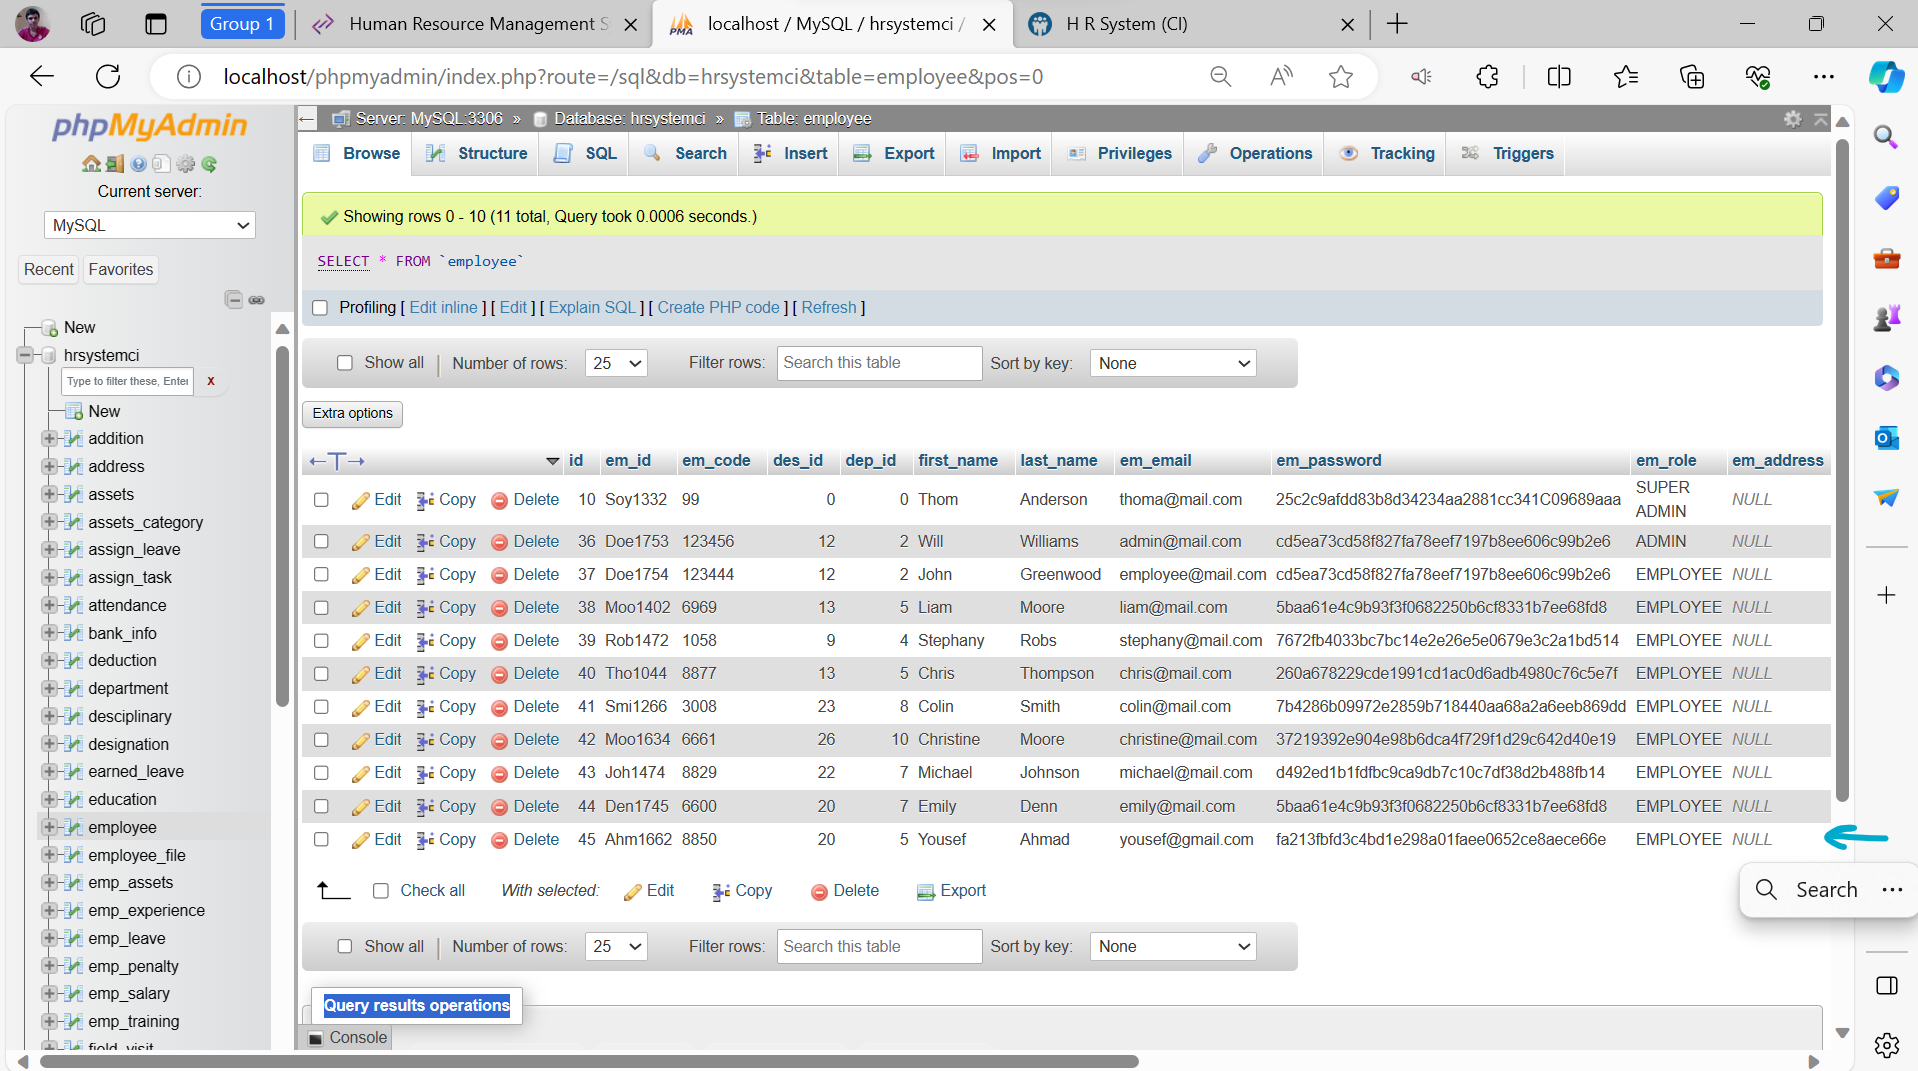 Group 1
Human Resource Management S
localhost / MySQL / hrsystemci /
H R System (CI)
localhost/phpmyadmin/index.php?route=/sql&db=hrsystemci&table=employee&pos=0
phpMyAdmin
Current server:
MySQL
Recent Favorites
New
hrsystemci
Type to filter these, Enter X
New
addition
address
assets
assets_category
assign_leave
assign_task
attendance
bank_info
deduction
department
desciplinary
designation
earned_leave
education
employee
employee_file
emp_assets
emp_experience
emp_leave
emp_penalty
emp_salary
emp_training
field_visit
Server: MySQL:3306 » Database: hrsystemci » Table: employee
Browse Structure SQL Search Insert Export Import Privileges Operations Tracking Triggers
Showing rows 0 - 10 (11 total, Query took 0.0006 seconds.)
SELECT * FROM `employee`
Profiling [ Edit inline ] [ Edit ] [ Explain SQL ] [ Create PHP code ] [ Refresh ]
Show all Number of rows: 25 Filter rows: Search this table Sort by key: None
Extra options
←T→ id em_id em_code des_id dep_id first_name last_name em_email em_password em_role em_address
Edit Copy Delete 10 Soy1332 99 0 0 Thom Anderson thoma@mail.com 25c2c9afdd83b8d34234aa2881cc341C09689aaa SUPER ADMIN NULL
Edit Copy Delete 36 Doe1753 123456 12 2 Will Williams admin@mail.com cd5ea73cd58f827fa78eef7197b8ee606c99b2e6 ADMIN NULL
Edit Copy Delete 37 Doe1754 123444 12 2 John Greenwood employee@mail.com cd5ea73cd58f827fa78eef7197b8ee606c99b2e6 EMPLOYEE NULL
Edit Copy Delete 38 Moo1402 6969 13 5 Liam Moore liam@mail.com 5baa61e4c9b93f3f0682250b6cf8331b7ee68fd8 EMPLOYEE NULL
Edit Copy Delete 39 Rob1472 1058 9 4 Stephany Robs stephany@mail.com 7672fb4033bc7bc14e2e26e5e0679e3c2a1bd514 EMPLOYEE NULL
Edit Copy Delete 40 Tho1044 8877 13 5 Chris Thompson chris@mail.com 260a678229cde1991cd1ac0d6adb4980c76c5e7f EMPLOYEE NULL
Edit Copy Delete 41 Smi1266 3008 23 8 Colin Smith colin@mail.com 7b4286b09972e2859b718440aa68a2a6eeb869dd EMPLOYEE NULL
Edit Copy Delete 42 Moo1634 6661 26 10 Christine Moore christine@mail.com 37219392e904e98b6dca4f729f1d29c642d40e19 EMPLOYEE NULL
Edit Copy Delete 43 Joh1474 8829 22 7 Michael Johnson michael@mail.com d492ed1b1fdfbc9ca9db7c10c7df38d2b488fb14 EMPLOYEE NULL
Edit Copy Delete 44 Den1745 6600 20 7 Emily Denn emily@mail.com 5baa61e4c9b93f3f0682250b6cf8331b7ee68fd8 EMPLOYEE NULL
Edit Copy Delete 45 Ahm1662 8850 20 5 Yousef Ahmad yousef@gmail.com fa213fbfd3c4bd1e298a01faee0652ce8aece66e EMPLOYEE NULL
Check all With selected: Edit Copy Delete Export
Search
Show all Number of rows: 25 Filter rows: Search this table Sort by key: None
Query results operations
Console